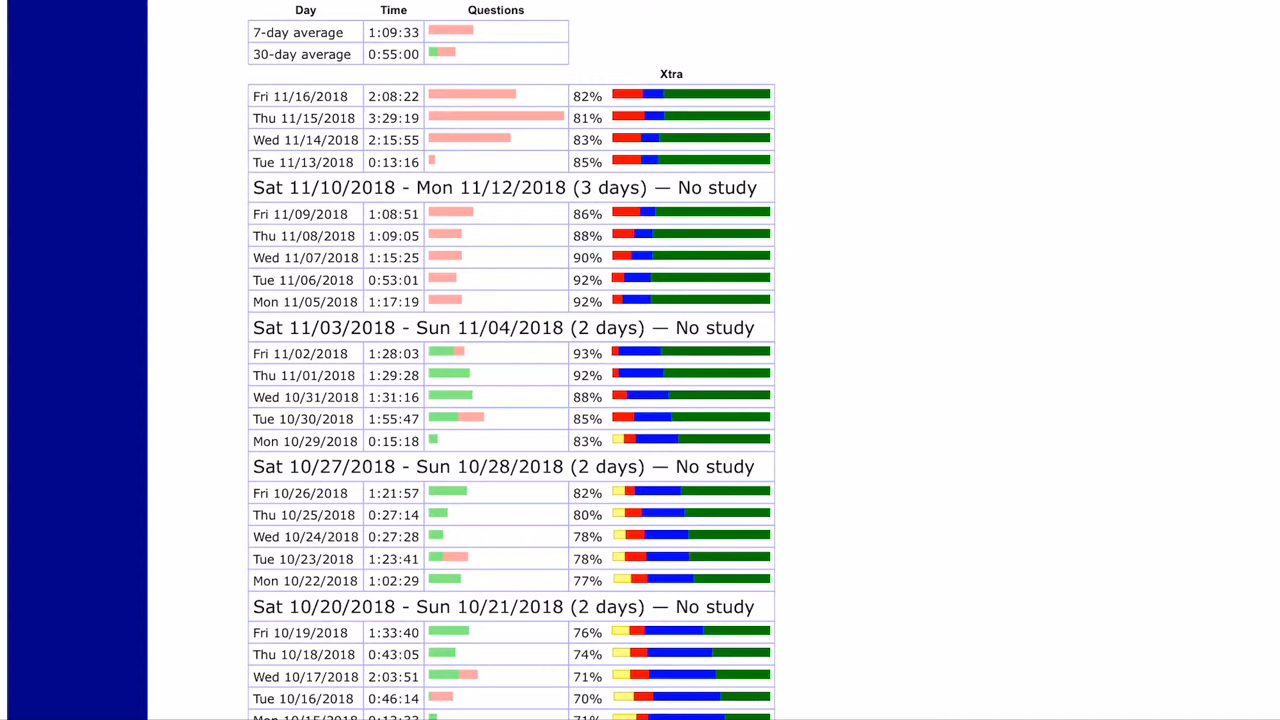 Day Time Questions
7-day average 1:09:33
30-day average 0:55:00
Xtra
Fri 11/16/2018 2:08:22 82%
Thu 11/15/2018 3:29:19 81%
Wed 11/14/2018 2:15:55 83%
Tue 11/13/2018 0:13:16 85%
Sat 11/10/2018 - Mon 11/12/2018 (3 days) — No study
Fri 11/09/2018 1:08:51 86%
Thu 11/08/2018 1:09:05 88%
Wed 11/07/2018 1:15:25 90%
Tue 11/06/2018 0:53:01 92%
Mon 11/05/2018 1:17:19 92%
Sat 11/03/2018 - Sun 11/04/2018 (2 days) — No study
Fri 11/02/2018 1:28:03 93%
Thu 11/01/2018 1:29:28 92%
Wed 10/31/2018 1:31:16 88%
Tue 10/30/2018 1:55:47 85%
Mon 10/29/2018 0:15:18 83%
Sat 10/27/2018 - Sun 10/28/2018 (2 days) — No study
Fri 10/26/2018 1:21:57 82%
Thu 10/25/2018 0:27:14 80%
Wed 10/24/2018 0:27:28 78%
Tue 10/23/2018 1:23:41 78%
Mon 10/22/2018 1:02:29 77%
Sat 10/20/2018 - Sun 10/21/2018 (2 days) — No study
Fri 10/19/2018 1:33:40 76%
Thu 10/18/2018 0:43:05 74%
Wed 10/17/2018 2:03:51 71%
Tue 10/16/2018 0:46:14 70%
Mon 10/15/2018 0:13:33 71%